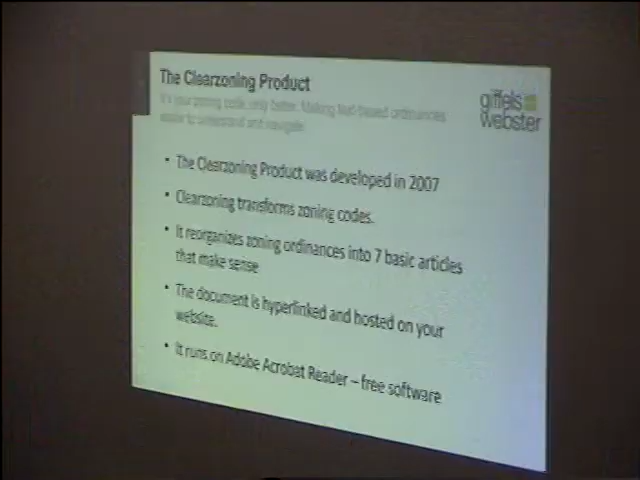 The Clearzoning Product
It's your zoning code, only better. Making text-based ordinances
easier to understand and navigate
giffels
webster
• The Clearzoning Product was developed in 2007
• Clearzoning transforms zoning codes.
• It reorganizes zoning ordinances into 7 basic articles
that make sense
• The document is hyperlinked and hosted on your
website.
• It runs on Adobe Acrobat Reader – free software